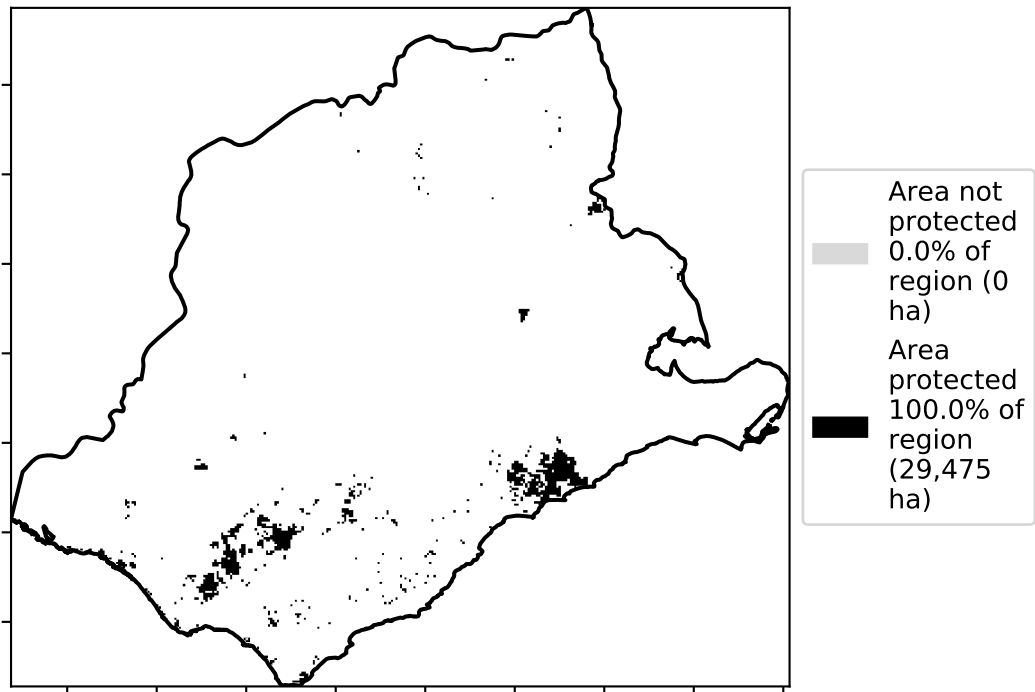 Area not
protected
0.0% of
region (0
ha)
Area
protected
100.0% of
region
(29,475
ha)